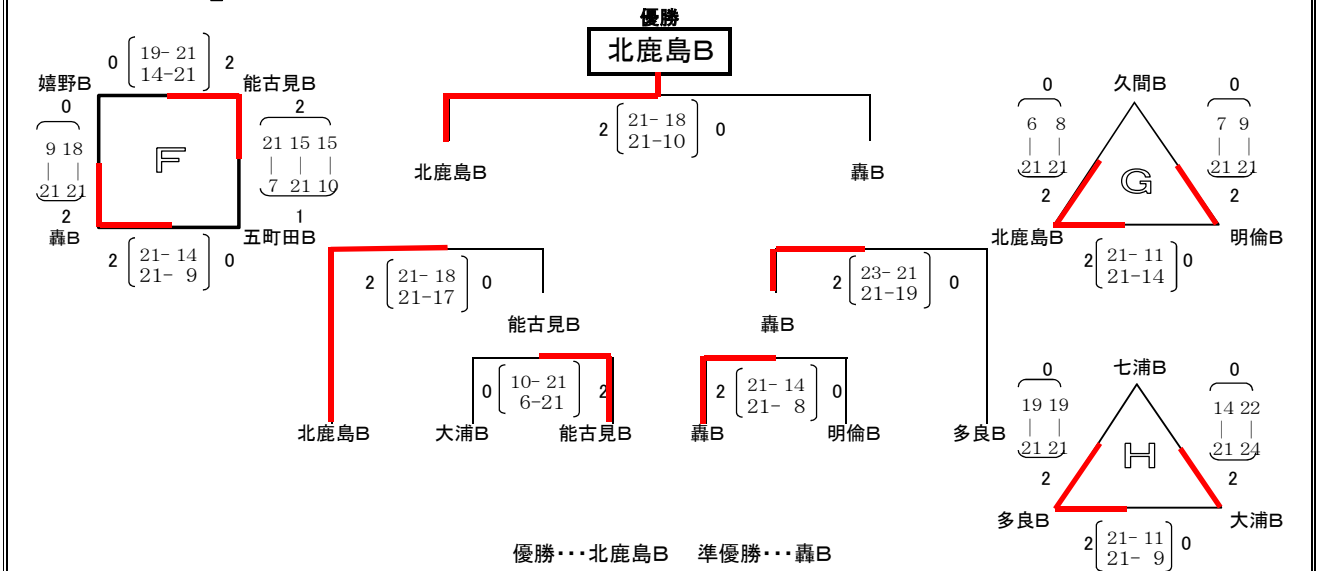 優勝
北鹿島B
2 21-18 0
21-10
北鹿島B 轟B
0 19-21 2
14-21
嬉野B 能古見B
0 2
9 18
| |
21 21
21 15 15
| | |
7 21 10
F
2 1
轟B 五町田B
2 21-14 0
21- 9
2 21-18 0
21-17
能古見B
2 23-21 0
21-19
轟B
0 10-21 2
6-21
2 21-14 0
21- 8
北鹿島B 大浦B 能古見B 轟B 明倫B 多良B
久間B
0 0
6 8
| |
21 21
7 9
| |
21 21
G
2 2
北鹿島B 明倫B
2 21-11 0
21-14
七浦B
0 0
19 19
| |
21 21
14 22
| |
21 24
H
2 2
多良B 大浦B
2 21-11 0
21- 9
優勝･･･北鹿島B 準優勝･･･轟B